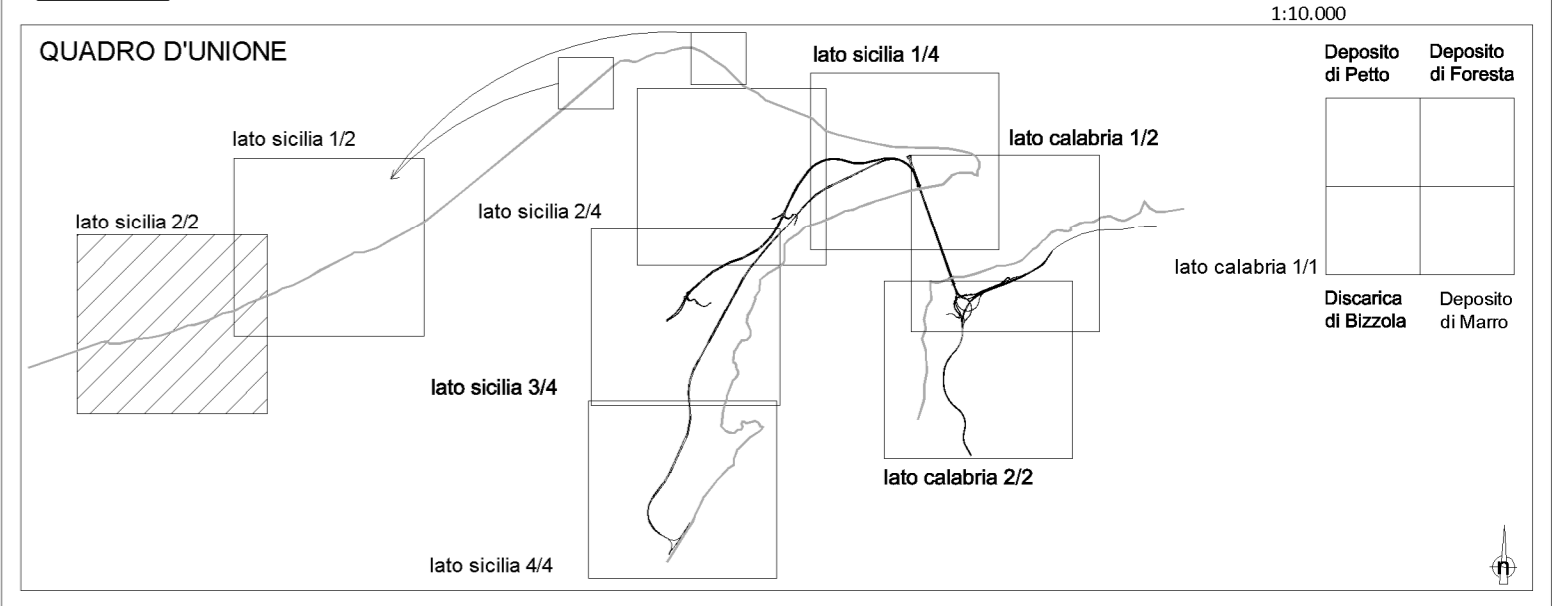 1:10.000
QUADRO D'UNIONE
lato sicilia 1/4
Deposito
di Petto
Deposito
di Foresta
lato sicilia 1/2
lato calabria 1/2
lato sicilia 2/2
lato sicilia 2/4
lato calabria 1/1
Discarica
di Bizzola
Deposito
di Marro
lato sicilia 3/4
lato calabria 2/2
lato sicilia 4/4
n